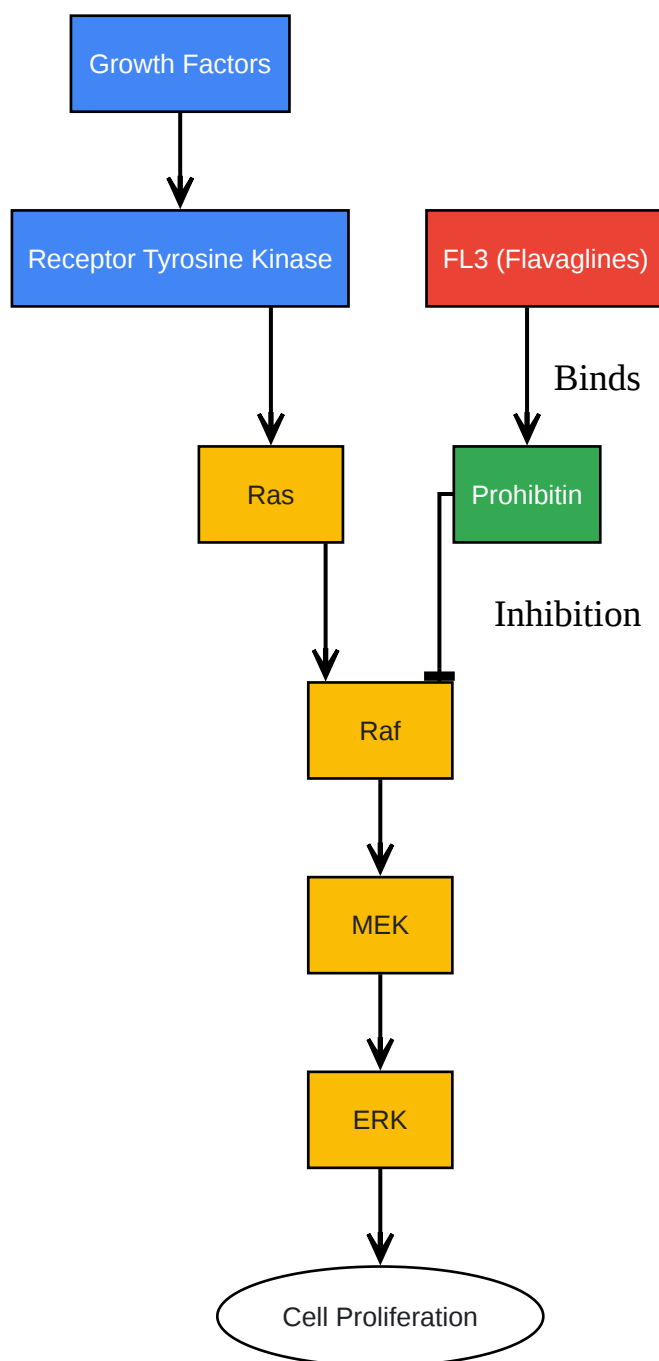 Growth Factors
Receptor Tyrosine Kinase
FL3 (Flavaglines)
Binds
Ras
Prohibitin
Inhibition
Raf
MEK
ERK
Cell Proliferation